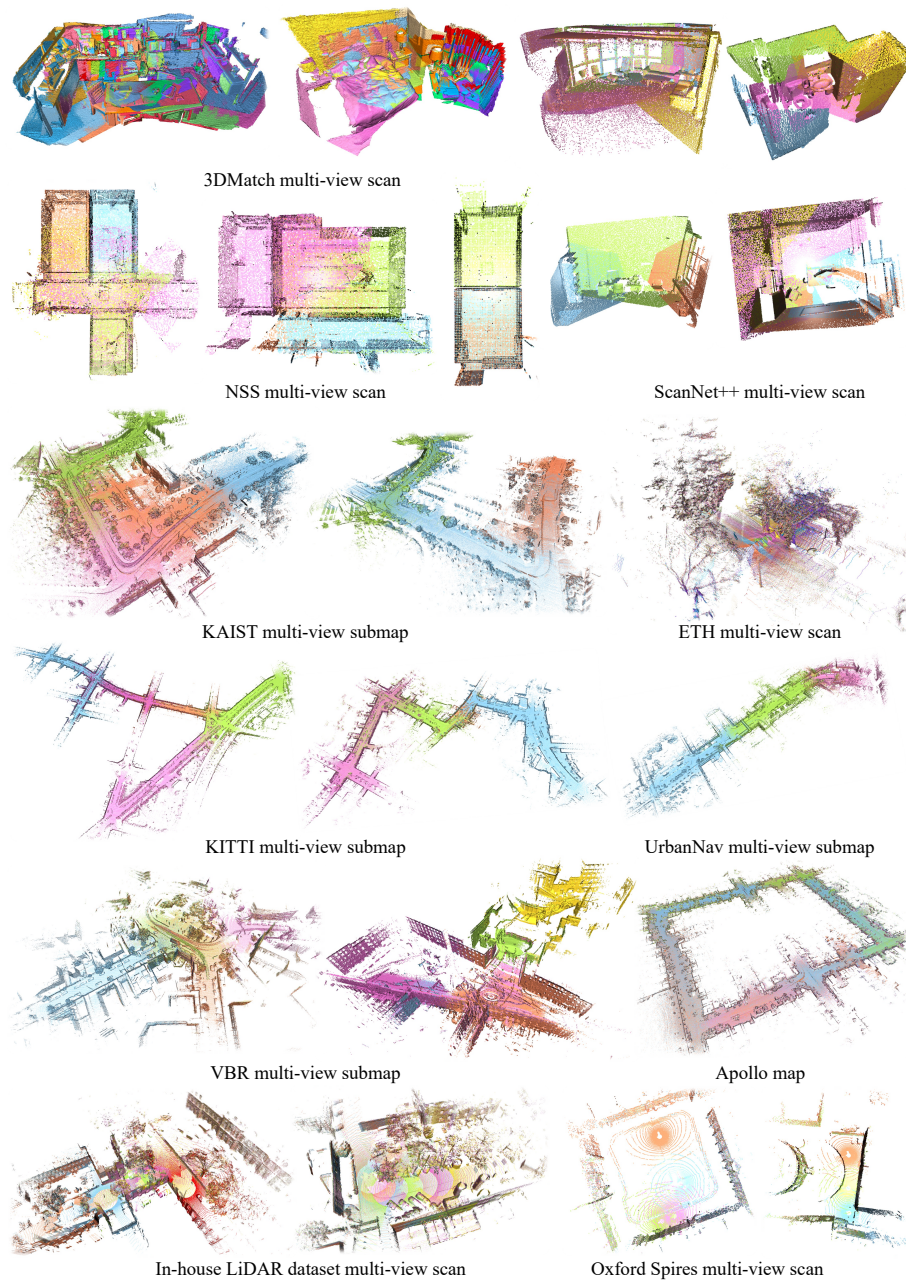 3DMatch multi-view scan
NSS multi-view scan
ScanNet++ multi-view scan
KAIST multi-view submap
ETH multi-view scan
KITTI multi-view submap
UrbanNav multi-view submap
VBR multi-view submap
Apollo map
In-house LiDAR dataset multi-view scan
Oxford Spires multi-view scan